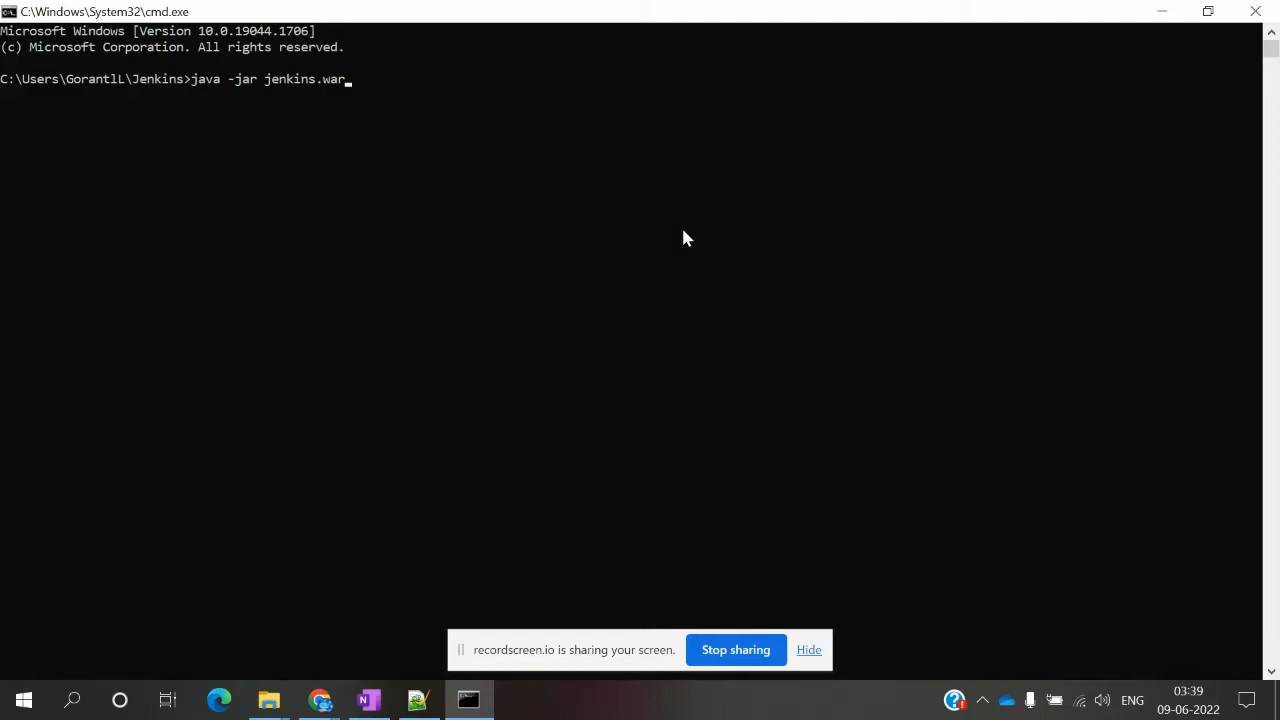 C:\Windows\System32\cmd.exe
Microsoft Windows [Version 10.0.19044.1706]
(c) Microsoft Corporation. All rights reserved.
C:\Users\GorantlL\Jenkins>java -jar jenkins.war
recordscreen.io is sharing your screen.
Stop sharing
Hide
ENG
03:39
09-06-2022